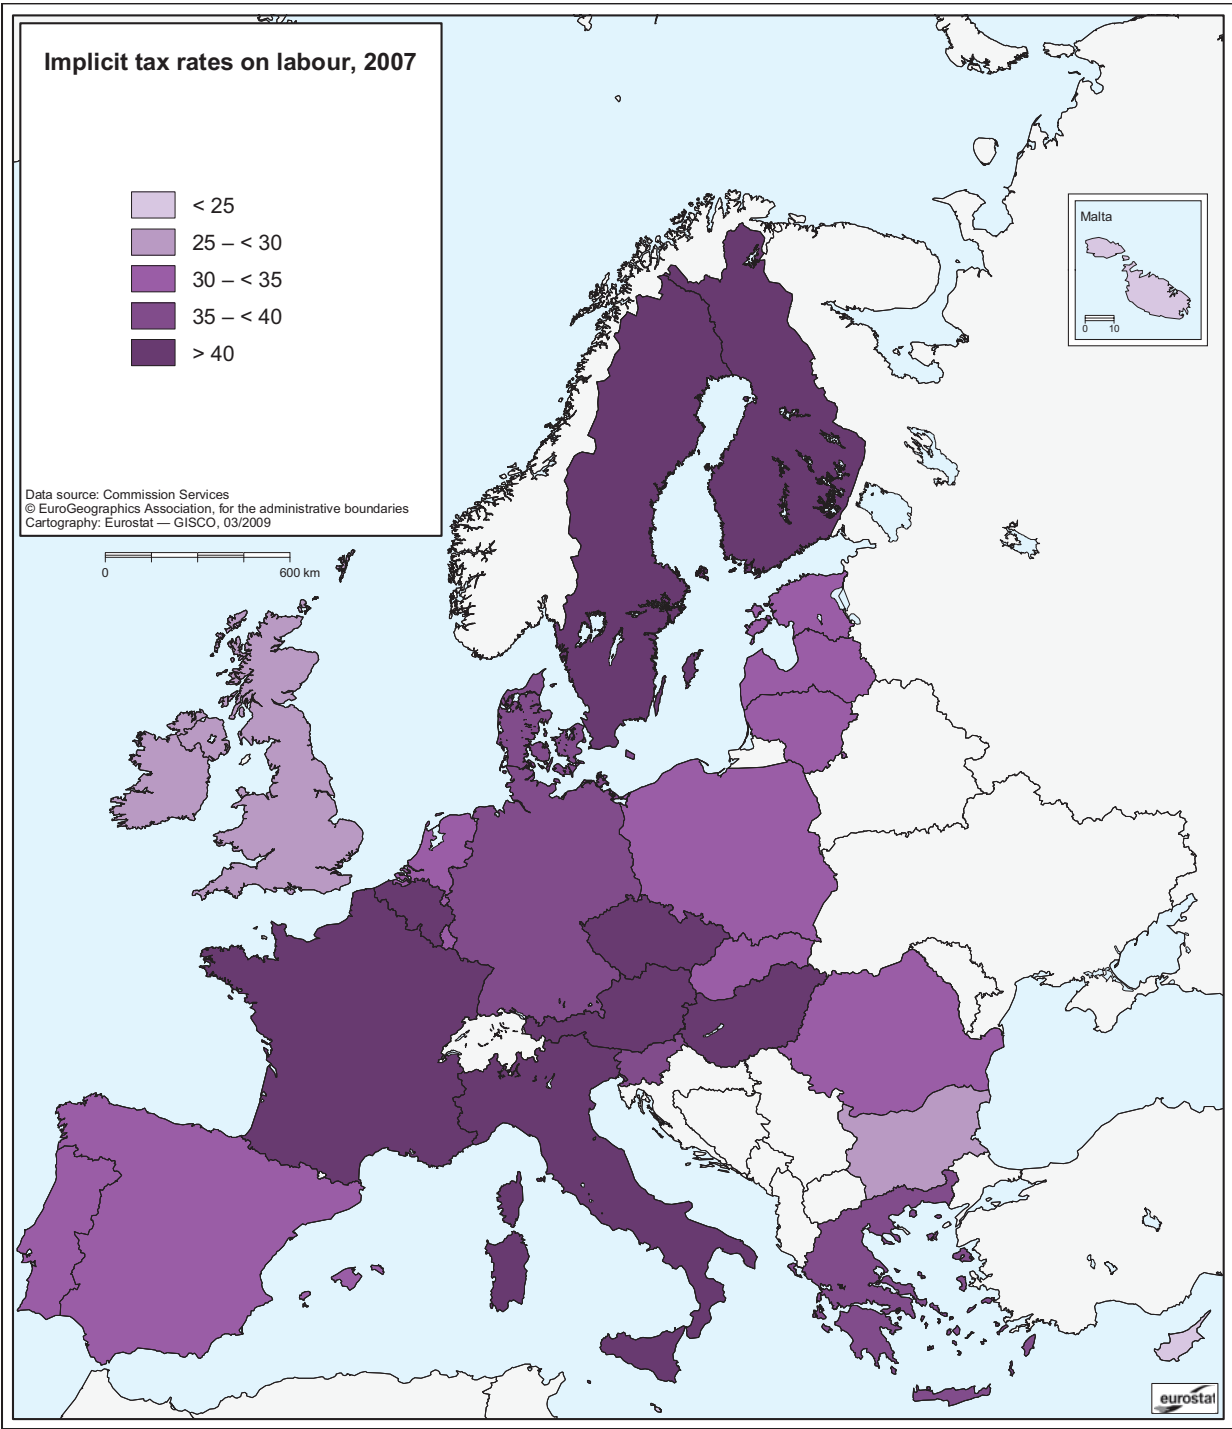 Implicit tax rates on labour, 2007
< 25
25 – < 30
30 – < 35
35 – < 40
> 40
Data source: Commission Services
© EuroGeographics Association, for the administrative boundaries
Cartography: Eurostat — GISCO, 03/2009
0 600 km
Malta
0 10
eurostat